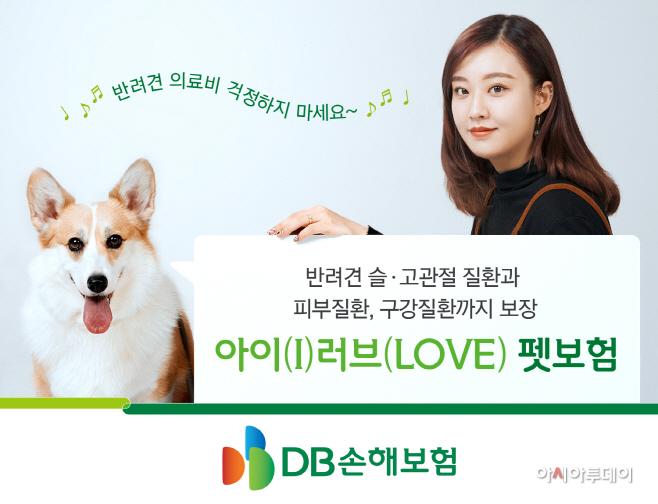 반려견 의료비 걱정하지 마세요~
반려견 슬·고관절 질환과
피부질환, 구강질환까지 보장
아이(I)러브(LOVE) 펫보험
DB손해보험
아시아투데이